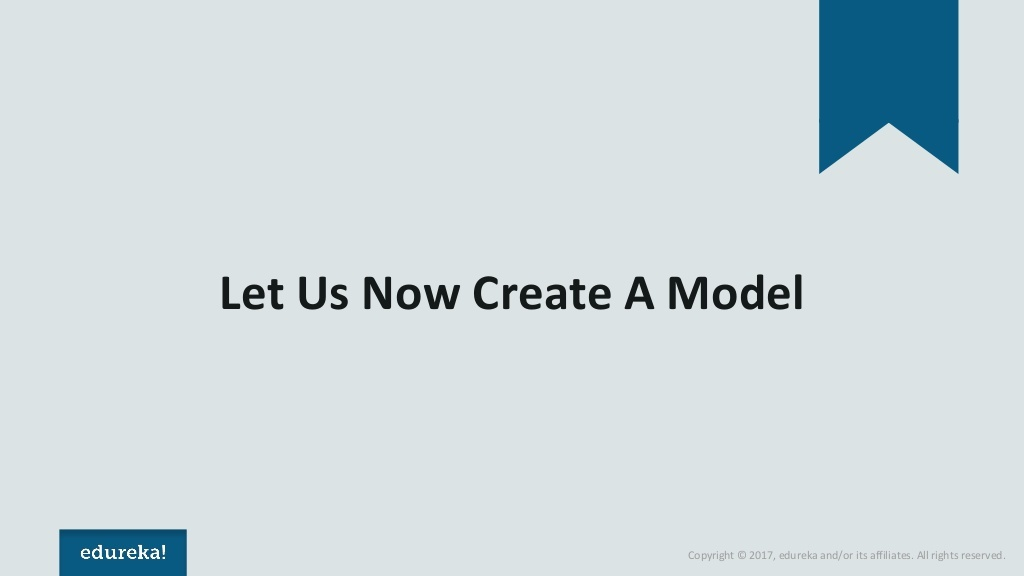 Let Us Now Create A Model
edureka!
Copyright © 2017, edureka and/or its affiliates. All rights reserved.